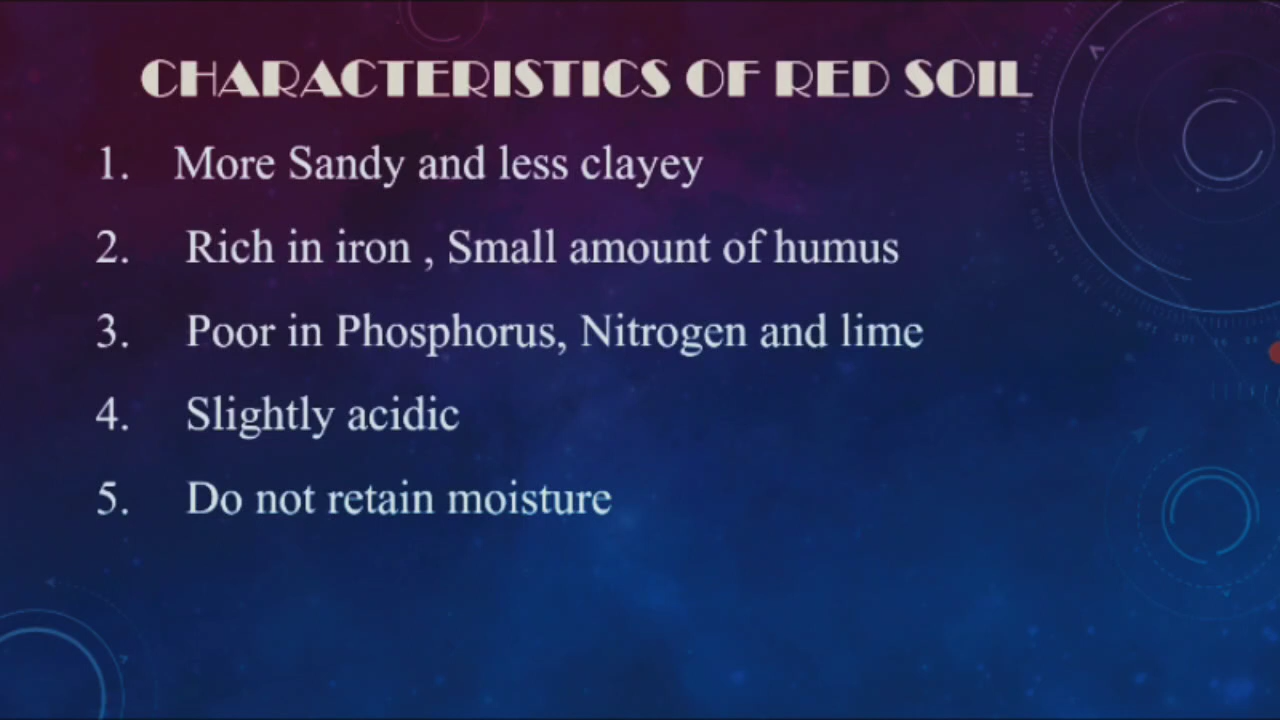 CHARACTERISTICS OF RED SOIL
1. More Sandy and less clayey
2. Rich in iron , Small amount of humus
3. Poor in Phosphorus, Nitrogen and lime
4. Slightly acidic
5. Do not retain moisture